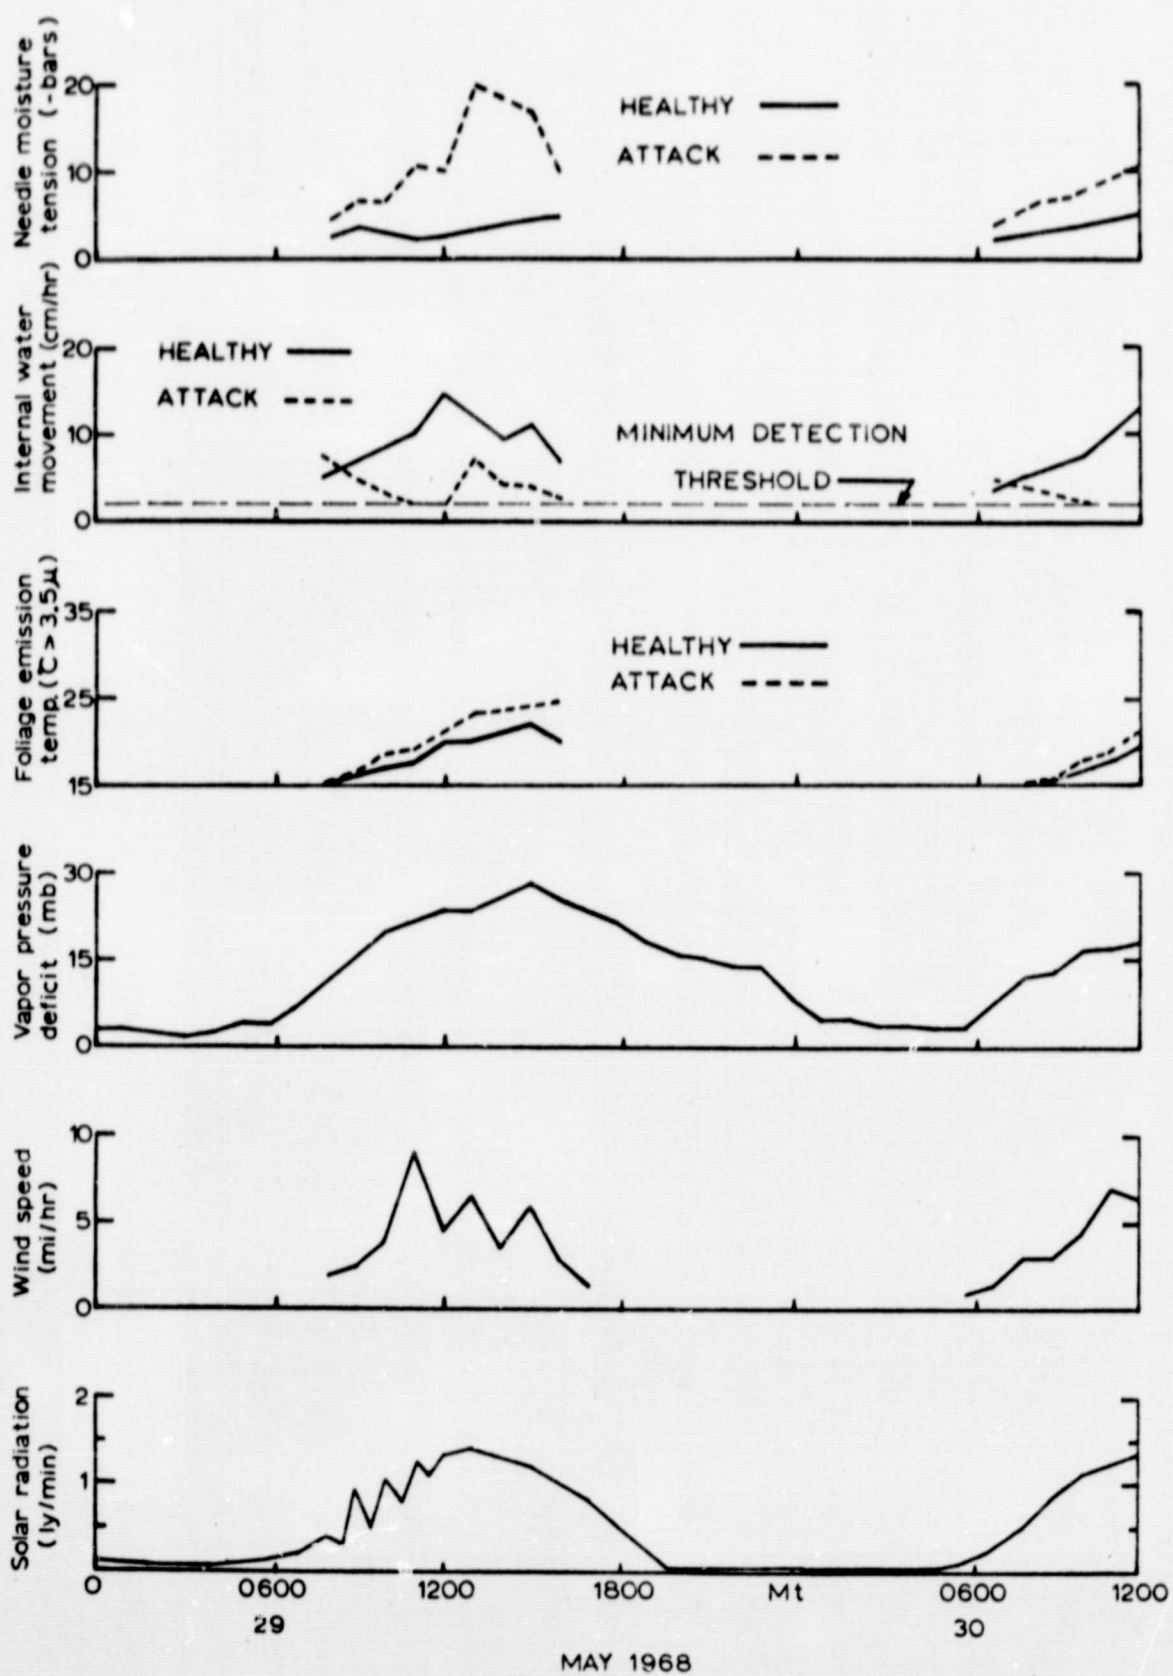 Needle moisture
tension (-bars)
20
10
0
HEALTHY
ATTACK
Internal water
movement (cm/hr)
20
10
0
HEALTHY
ATTACK
MINIMUM DETECTION
THRESHOLD
Foliage emission
temp. (°C > 3.5μ)
35
25
15
HEALTHY
ATTACK
Vapor pressure
deficit (mb)
30
15
0
Wind speed
(mi/hr)
10
5
0
Solar radiation
(ly/min)
2
1
0 0600 1200 1800 Mt 0600 1200
29 30
MAY 1968